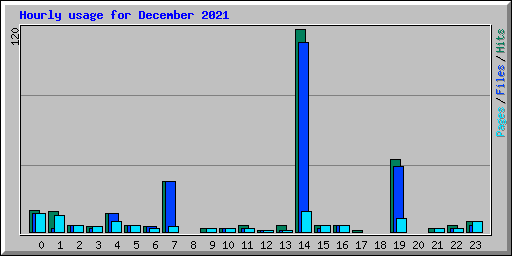 Hourly usage for December 2021
120
Pages/Files/Hits
0 1 2 3 4 5 6 7 8 9 10 11 12 13 14 15 16 17 18 19 20 21 22 23